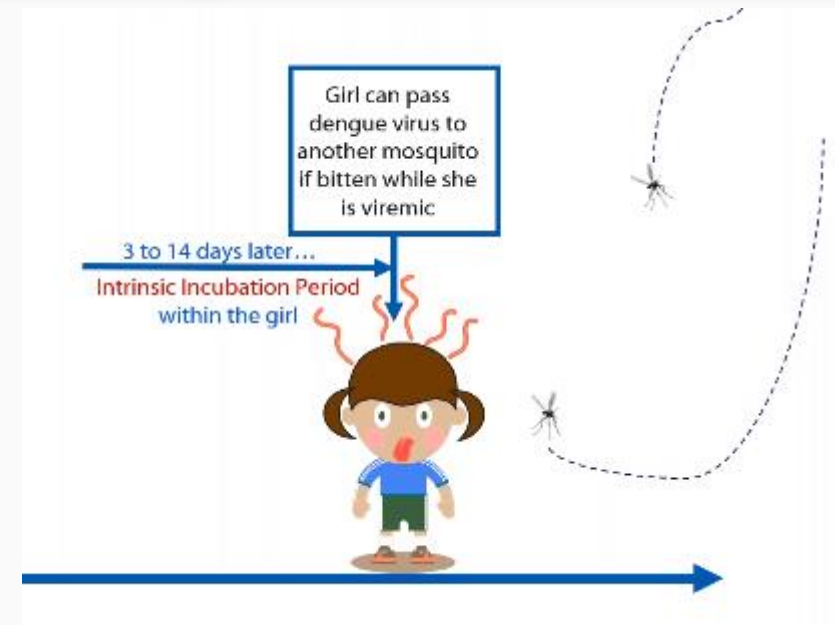 Girl can pass
dengue virus to
another mosquito
if bitten while she
is viremic
3 to 14 days later...
Intrinsic Incubation Period
within the girl